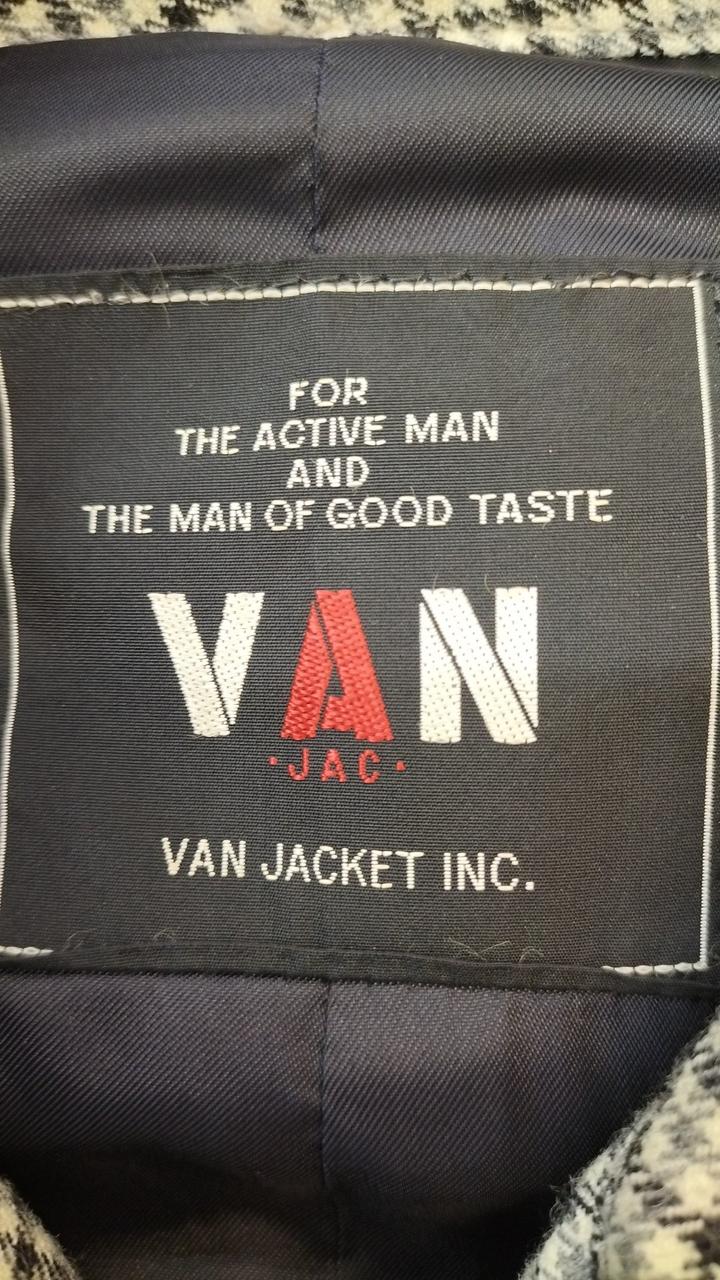 FOR
THE ACTIVE MAN
AND
THE MAN OF GOOD TASTE
VAN
·JAC·
VAN JACKET INC.